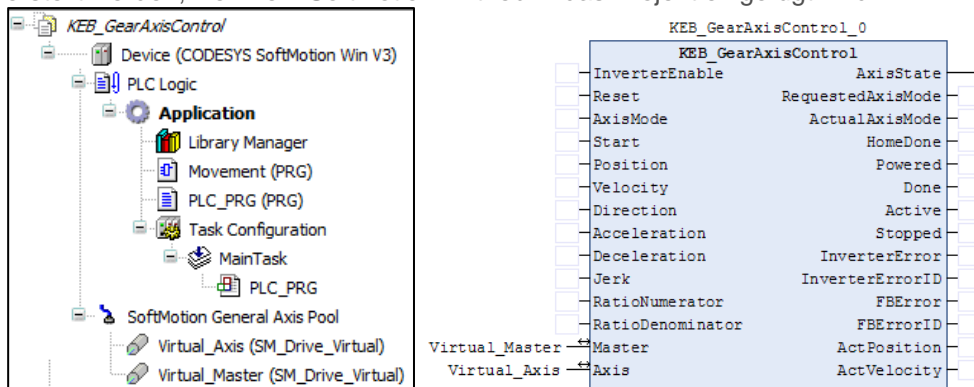 KEB_GearAxisControl
Device (CODESYS SoftMotion Win V3)
PLC Logic
Application
Library Manager
Movement (PRG)
PLC_PRG (PRG)
Task Configuration
MainTask
PLC_PRG
SoftMotion General Axis Pool
Virtual_Axis (SM_Drive_Virtual)
Virtual_Master (SM_Drive_Virtual)
KEB_GearAxisControl_0
KEB_GearAxisControl
InverterEnable AxisState
Reset RequestedAxisMode
AxisMode ActualAxisMode
Start HomeDone
Position Powered
Velocity Done
Direction Active
Acceleration Stopped
Deceleration InverterError
Jerk InverterErrorID
RatioNumerator FBError
RatioDenominator FBErrorID
Virtual_Master Master ActPosition
Virtual_Axis Axis ActVelocity